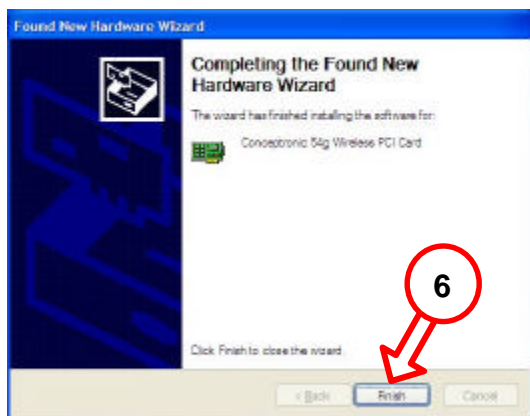 Found New Hardware Wizard
Completing the Found New
Hardware Wizard
The wizard has finished installing the software for:
Conceptronic 54g Wireless PCI Card
6
Click Finish to close the wizard.
< Back
Finish
Cancel